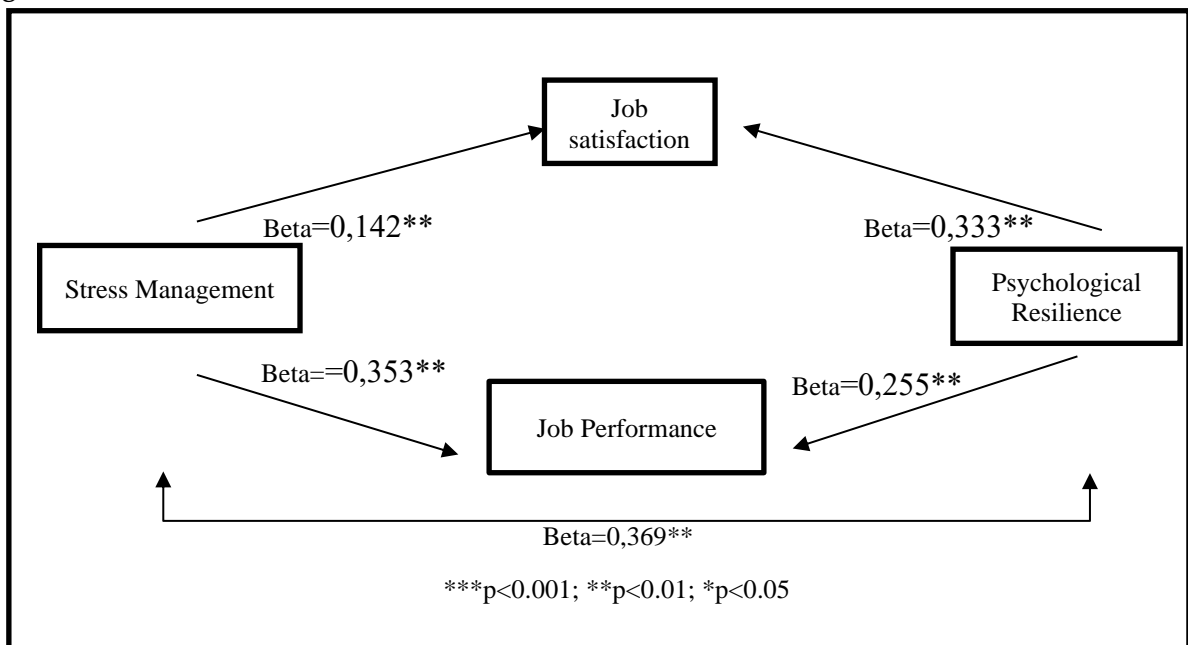 Job
satisfaction
Beta=0,142**
Beta=0,333**
Stress Management
Psychological
Resilience
Beta==0,353**
Beta=0,255**
Job Performance
Beta=0,369**
***p<0.001; **p<0.01; *p<0.05